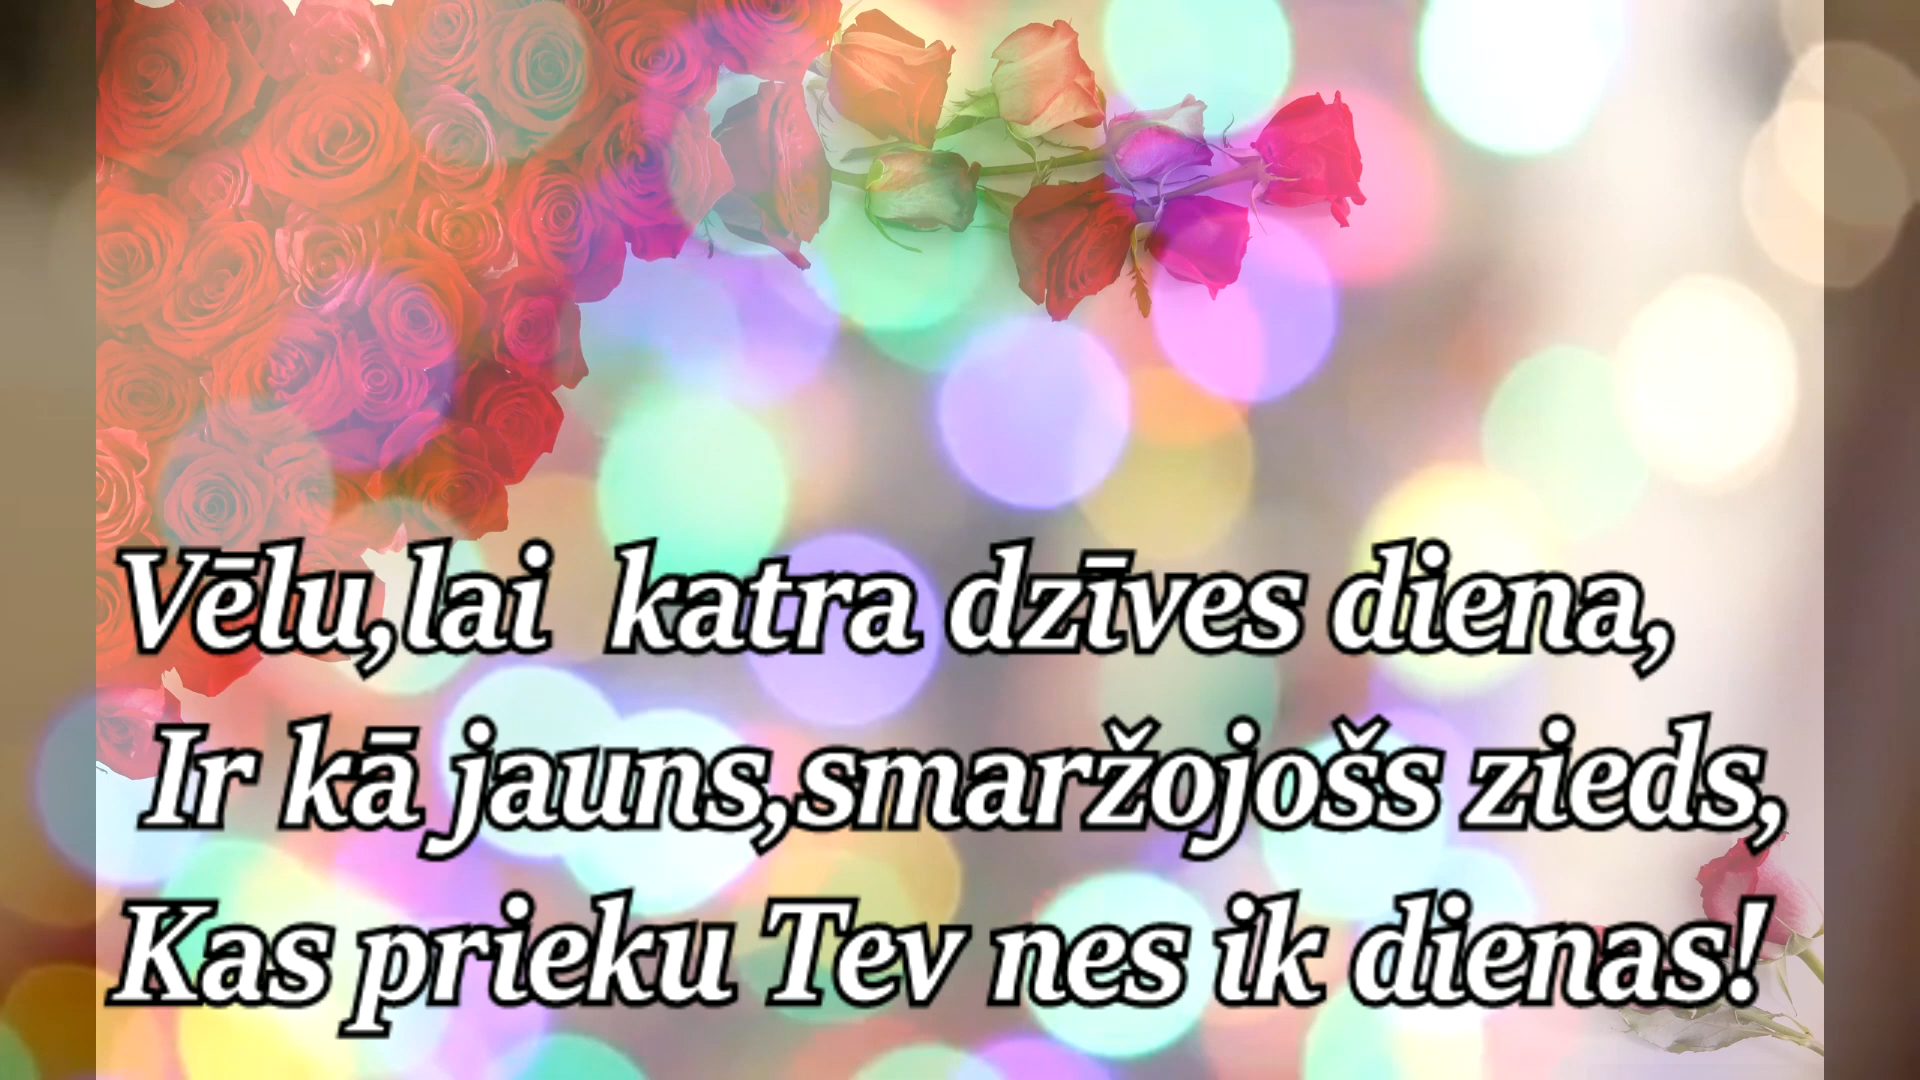 Vēlu,lai  katra dzīves diena,
Ir kā jauns,smaržojošs zieds,
Kas prieku Tev nes ik dienas!